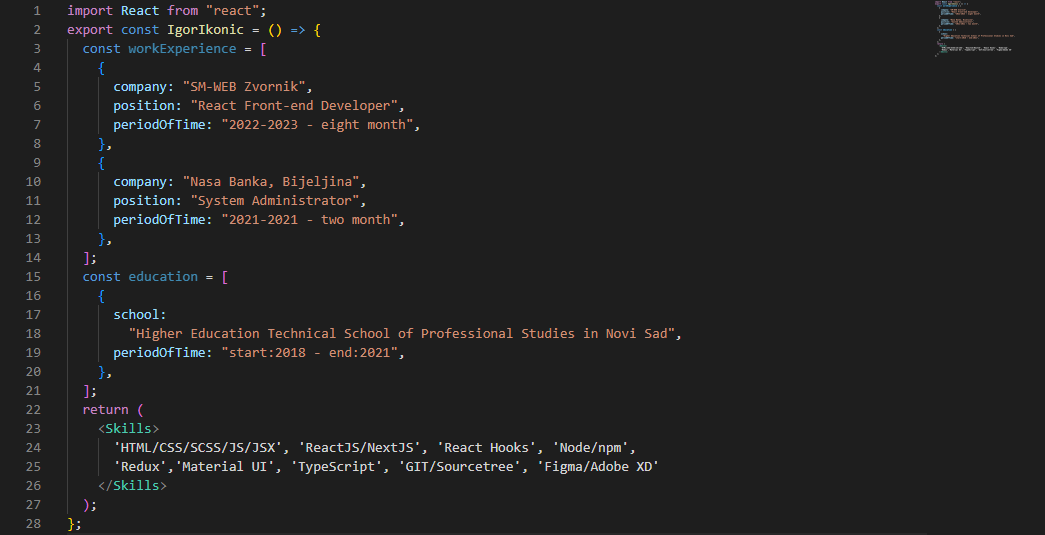 1 import React from "react";
2 export const IgorIkonic = () => {
3 const workExperience = [
4 {
5 company: "SM-WEB Zvornik",
6 position: "React Front-end Developer",
7 periodOfTime: "2022-2023 - eight month",
8 },
9 {
10 company: "Nasa Banka, Bijeljina",
11 position: "System Administrator",
12 periodOfTime: "2021-2021 - two month",
13 },
14 ];
15 const education = [
16 {
17 school:
18 "Higher Education Technical School of Professional Studies in Novi Sad",
19 periodOfTime: "start:2018 - end:2021",
20 },
21 ];
22 return (
23 <Skills>
24 'HTML/CSS/SCSS/JS/JSX', 'ReactJS/NextJS', 'React Hooks', 'Node/npm',
25 'Redux','Material UI', 'TypeScript', 'GIT/Sourcetree', 'Figma/Adobe XD'
26 </Skills>
27 );
28 };